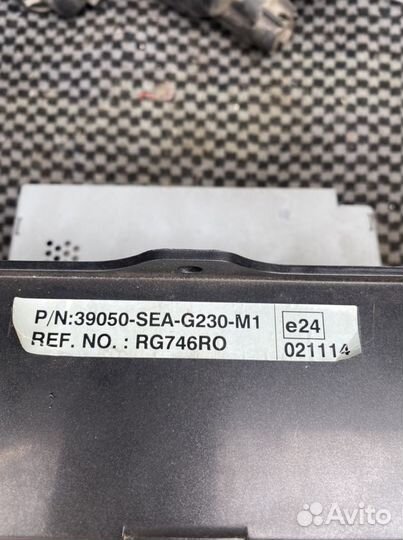 P/N:39050-SEA-G230-M1
REF. NO. : RG746RO
e24
021114
Avito